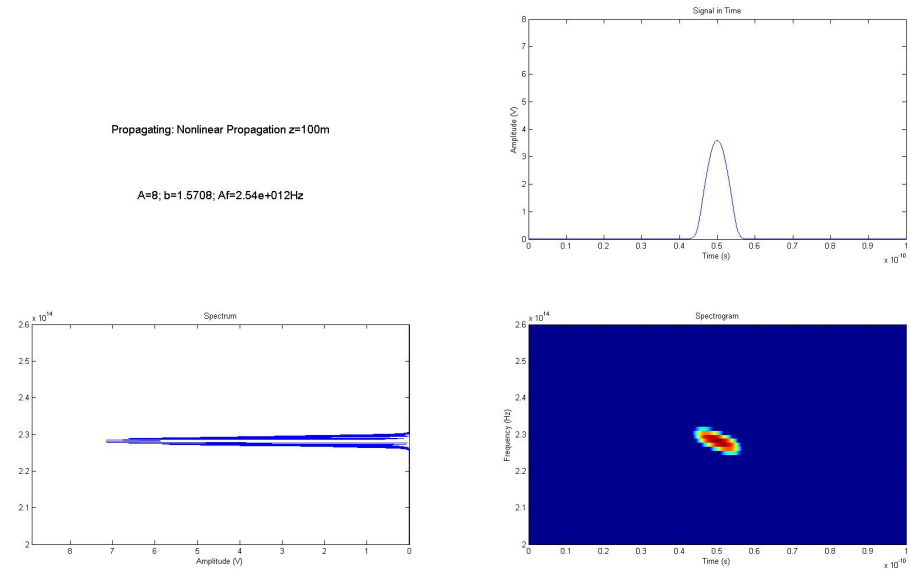 Propagating: Nonlinear Propagation z=100m
A=8; b=1.5708; Af=2.54e+012Hz
Signal in Time
8
7
6
5
4
3
2
1
0
Amplitude (V)
0 0.1 0.2 0.3 0.4 0.5 0.6 0.7 0.8 0.9 1
Time (s)
x 10^-10
Spectrum
x 10^14
2.6
2.5
2.4
2.3
2.2
2.1
2
8 7 6 5 4 3 2 1 0
Amplitude (V)
Spectrogram
x 10^14
2.6
2.5
2.4
2.3
2.2
2.1
2
Frequency (Hz)
0 0.1 0.2 0.3 0.4 0.5 0.6 0.7 0.8 0.9 1
Time (s)
x 10^-10